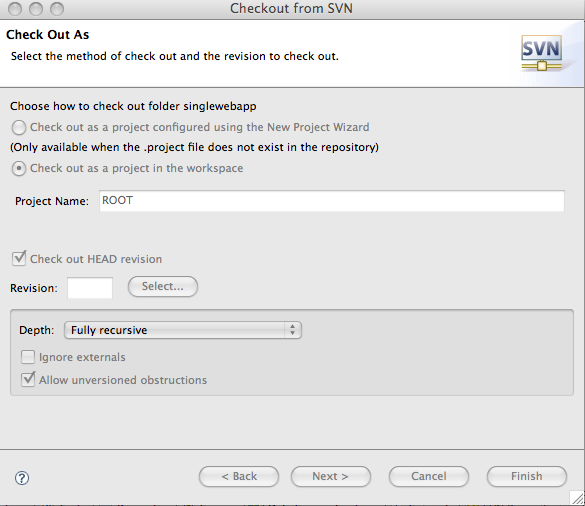 Checkout from SVN
Check Out As
Select the method of check out and the revision to check out.
SVN
Choose how to check out folder singlewebapp
Check out as a project configured using the New Project Wizard
(Only available when the .project file does not exist in the repository)
Check out as a project in the workspace
Project Name: ROOT
Check out HEAD revision
Revision: Select...
Depth: Fully recursive
Ignore externals
Allow unversioned obstructions
? < Back Next > Cancel Finish